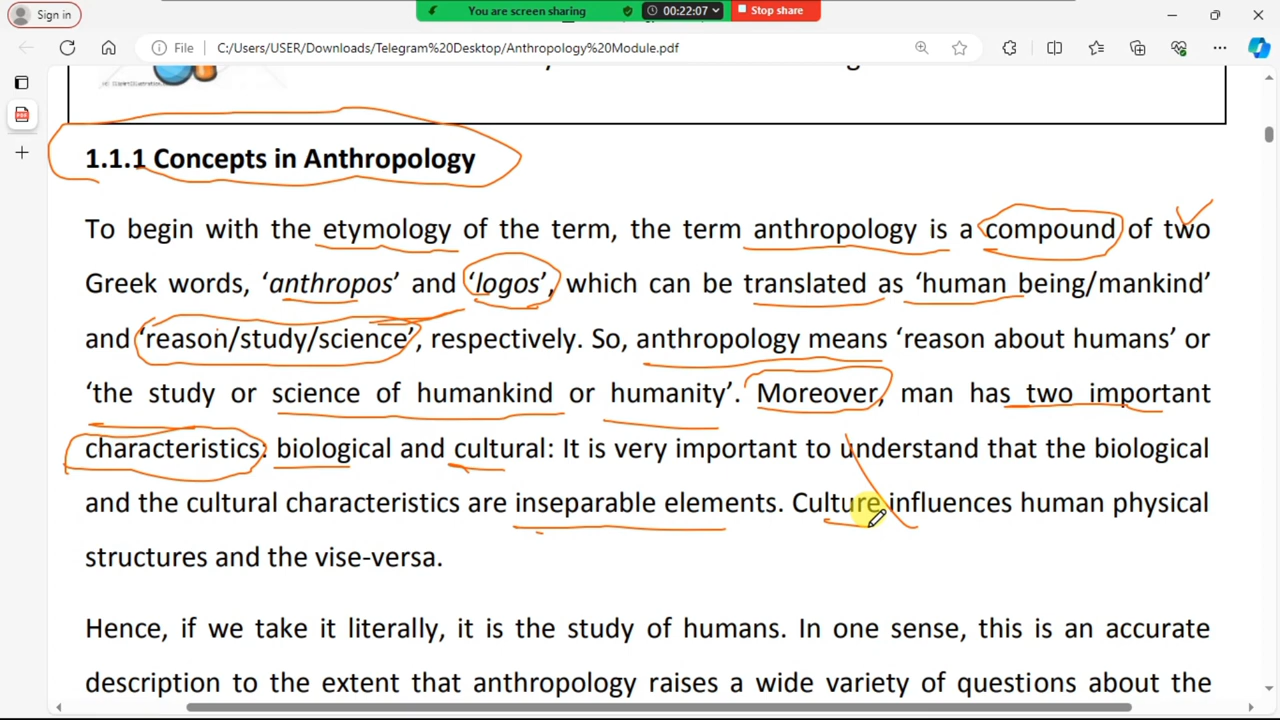 Sign in
You are screen sharing
00:22:07
Stop share
File
C:/Users/USER/Downloads/Telegram%20Desktop/Anthropology%20Module.pdf
1.1.1 Concepts in Anthropology
To begin with the etymology of the term, the term anthropology is a compound of two
Greek words, ‘anthropos’ and ‘logos’, which can be translated as ‘human being/mankind’
and ‘reason/study/science’, respectively. So, anthropology means ‘reason about humans’ or
‘the study or science of humankind or humanity’. Moreover, man has two important
characteristics: biological and cultural: It is very important to understand that the biological
and the cultural characteristics are inseparable elements. Culture influences human physical
structures and the vise-versa.
Hence, if we take it literally, it is the study of humans. In one sense, this is an accurate
description to the extent that anthropology raises a wide variety of questions about the